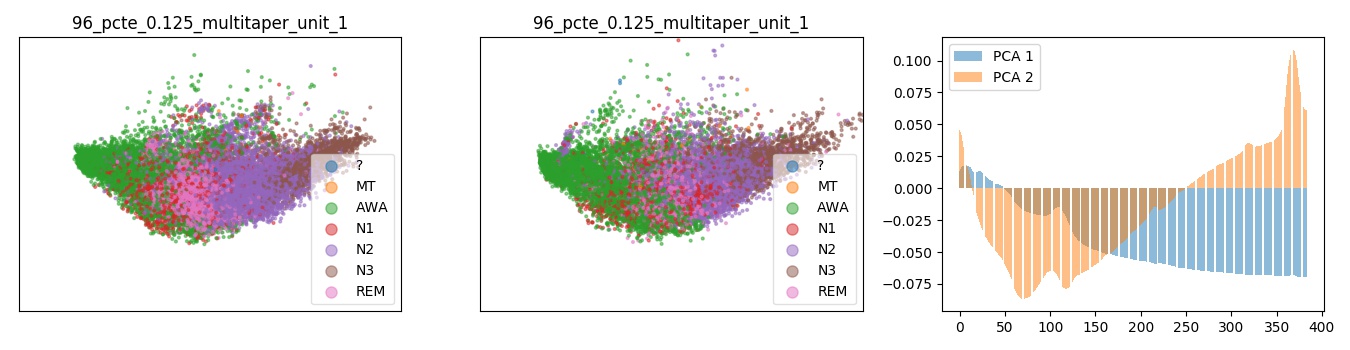 96_pcte_0.125_multitaper_unit_1
?
MT
AWA
N1
N2
N3
REM
96_pcte_0.125_multitaper_unit_1
?
MT
AWA
N1
N2
N3
REM
PCA 1
PCA 2
0.100
0.075
0.050
0.025
0.000
−0.025
−0.050
−0.075
0 50 100 150 200 250 300 350 400